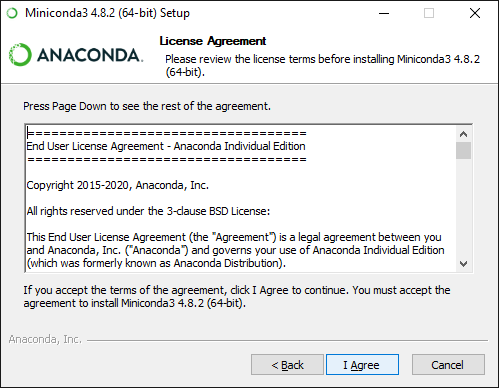 Miniconda3 4.8.2 (64-bit) Setup
ANACONDA.
License Agreement
Please review the license terms before installing Miniconda3 4.8.2
(64-bit).
Press Page Down to see the rest of the agreement.
===================================
End User License Agreement - Anaconda Individual Edition
===================================
Copyright 2015-2020, Anaconda, Inc.
All rights reserved under the 3-clause BSD License:
This End User License Agreement (the "Agreement") is a legal agreement between you
and Anaconda, Inc. ("Anaconda") and governs your use of Anaconda Individual Edition
(which was formerly known as Anaconda Distribution).
If you accept the terms of the agreement, click I Agree to continue. You must accept the
agreement to install Miniconda3 4.8.2 (64-bit).
Anaconda, Inc.
< Back
I Agree
Cancel